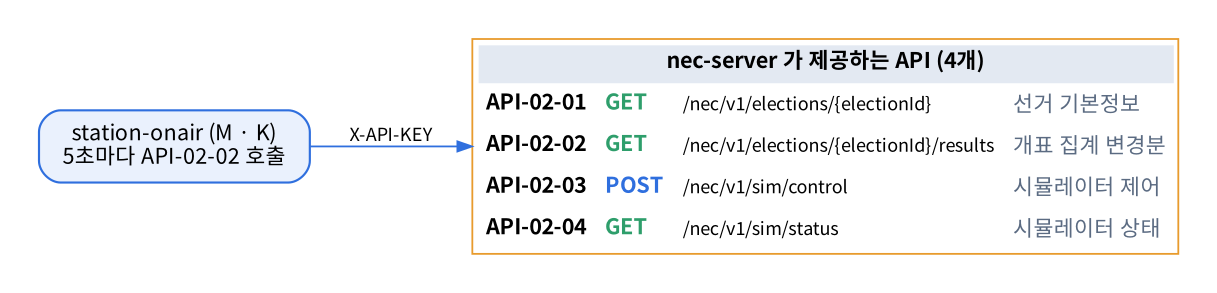 station-onair (M · K)
5초마다 API-02-02 호출
X-API-KEY
nec-server 가 제공하는 API (4개)
API-02-01 GET /nec/v1/elections/{electionId} 선거 기본정보
API-02-02 GET /nec/v1/elections/{electionId}/results 개표 집계 변경분
API-02-03 POST /nec/v1/sim/control 시뮬레이터 제어
API-02-04 GET /nec/v1/sim/status 시뮬레이터 상태